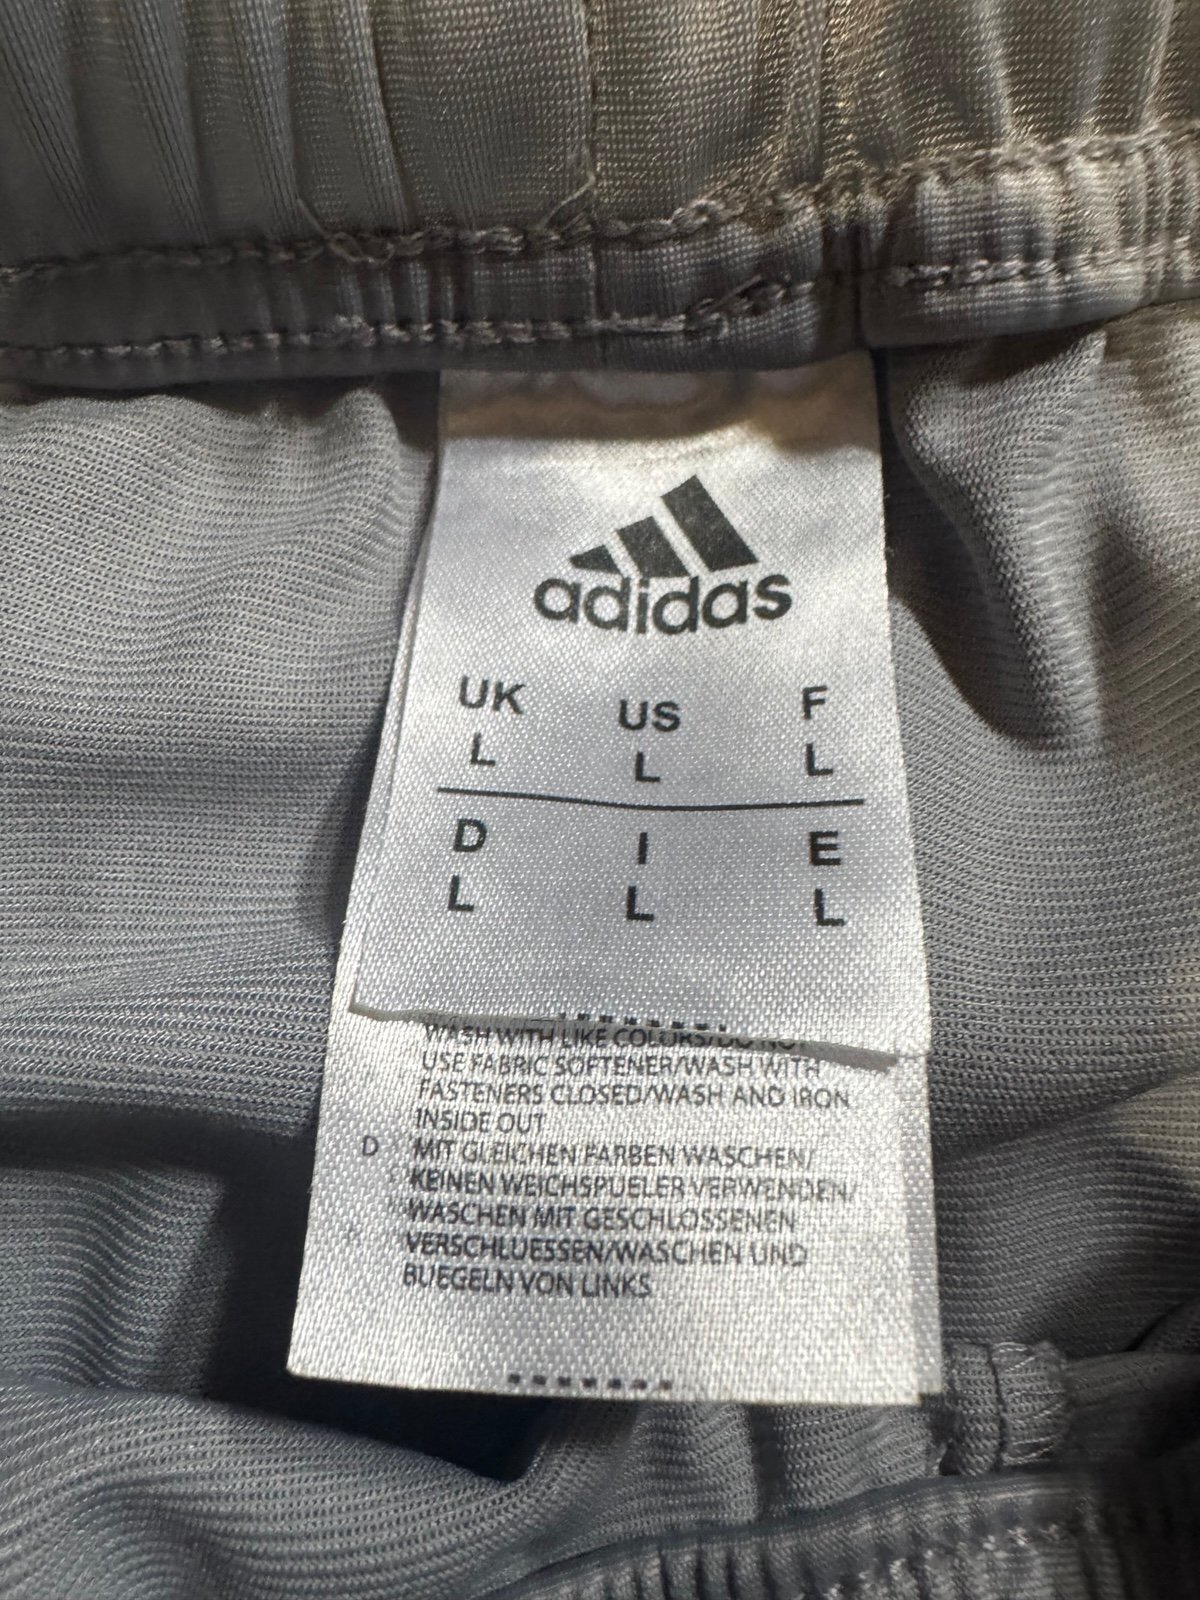 adidas
UK US F
L L L
D I E
L L L
WASH WITH LIKE COLORS/DO NOT
USE FABRIC SOFTENER/WASH WITH
FASTENERS CLOSED/WASH AND IRON
INSIDE OUT
D MIT GLEICHEN FARBEN WASCHEN/
KEINEN WEICHSPUELER VERWENDEN/
WASCHEN MIT GESCHLOSSENEN
VERSCHLUESSEN/WASCHEN UND
BUEGELN VON LINKS